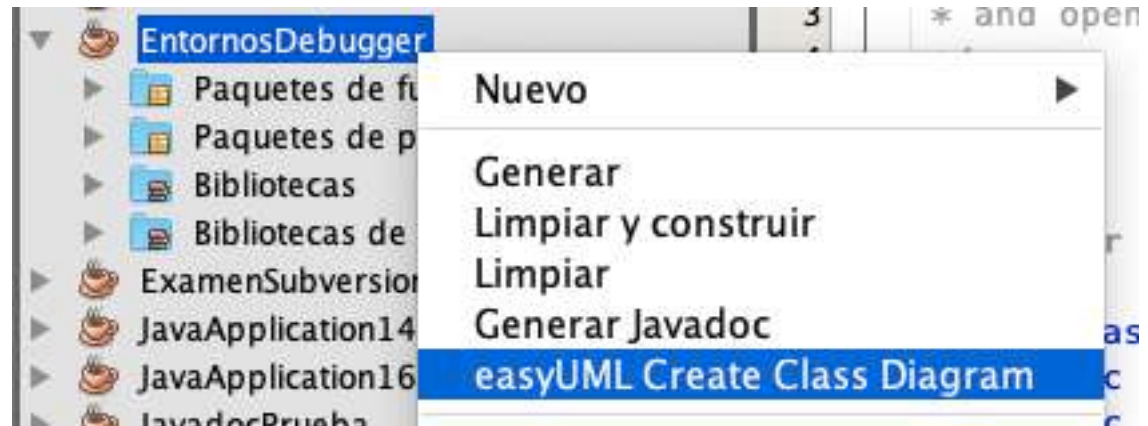 3
* and open
EntornosDebugger
Paquetes de
Nuevo
Paquetes de
Generar
Bibliotecas
Limpiar y construir
Bibliotecas de
Limpiar
ExamenSubversion
Generar Javadoc
JavaApplication14
easyUML Create Class Diagram
JavaApplication16
JavadocPrueba